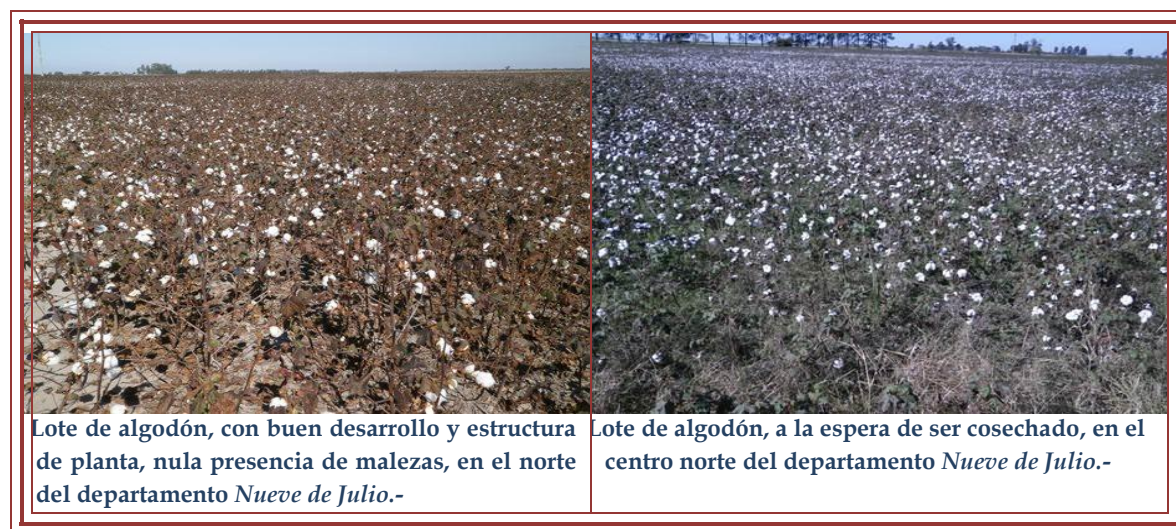 Lote de algodón, con buen desarrollo y estructura
de planta, nula presencia de malezas, en el norte
del departamento Nueve de Julio.-
Lote de algodón, a la espera de ser cosechado, en el
centro norte del departamento Nueve de Julio.-